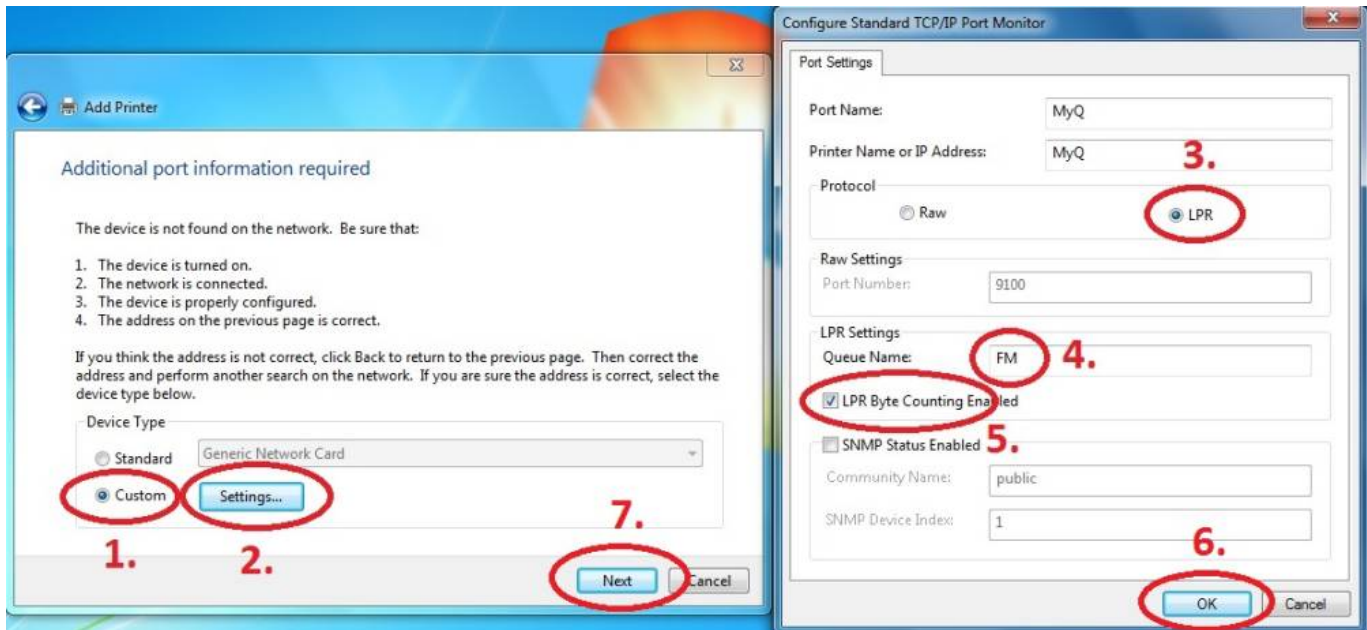 Add Printer
Additional port information required
The device is not found on the network. Be sure that:
1. The device is turned on.
2. The network is connected.
3. The device is properly configured.
4. The address on the previous page is correct.
If you think the address is not correct, click Back to return to the previous page. Then correct the
address and perform another search on the network. If you are sure the address is correct, select the
device type below.
Device Type
Standard
Generic Network Card
Custom
Settings...
1.
2.
7.
Next
Cancel
Configure Standard TCP/IP Port Monitor
Port Settings
Port Name:
MyQ
Printer Name or IP Address:
MyQ
3.
Protocol
Raw
LPR
Raw Settings
Port Number:
9100
LPR Settings
Queue Name:
FM
4.
LPR Byte Counting Enabled
5.
SNMP Status Enabled
Community Name:
public
SNMP Device Index:
1
6.
OK
Cancel